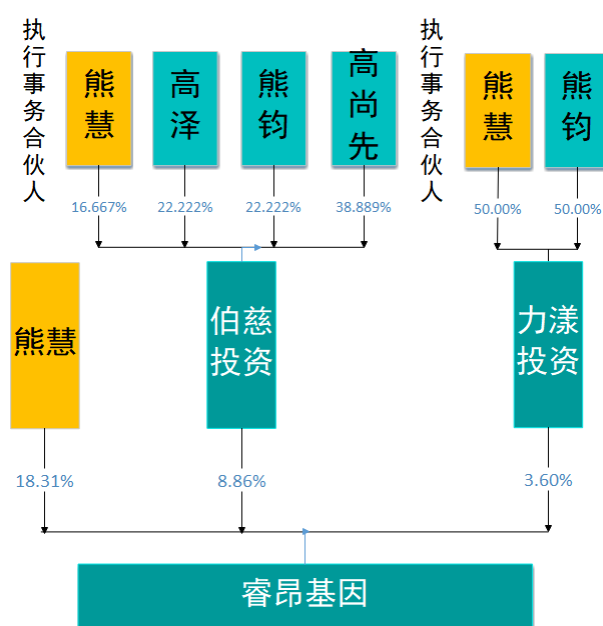 执行事务合伙人
熊慧
高泽
熊钧
高尚先
执行事务合伙人
熊慧
熊钧
16.667%
22.222%
22.222%
38.889%
50.00%
50.00%
熊慧
伯慈
投资
力漾
投资
18.31%
8.86%
3.60%
睿昂基因